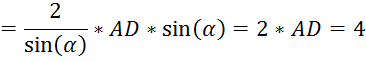 = 2/sin(α) * AD * sin(α) = 2 * AD = 4